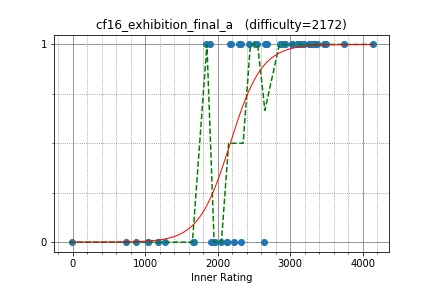 cf16_exhibition_final_a (difficulty=2172)
1
0
0 1000 2000 3000 4000
Inner Rating